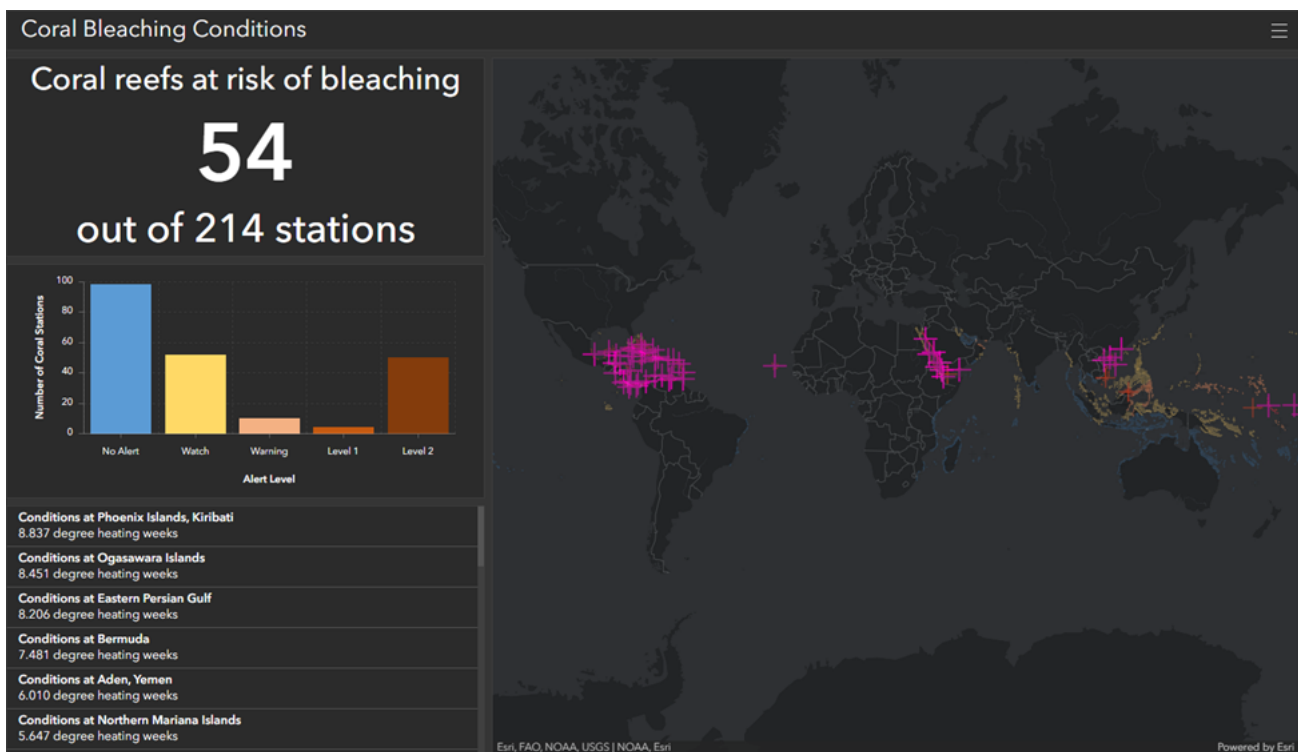 Coral Bleaching Conditions
Coral reefs at risk of bleaching
54
out of 214 stations
Number of Coral Stations
100
80
60
40
20
0
No Alert Watch Warning Level 1 Level 2
Alert Level
Conditions at Phoenix Islands, Kiribati
8.837 degree heating weeks
Conditions at Ogasawara Islands
8.451 degree heating weeks
Conditions at Eastern Persian Gulf
8.206 degree heating weeks
Conditions at Bermuda
7.481 degree heating weeks
Conditions at Aden, Yemen
6.010 degree heating weeks
Conditions at Northern Mariana Islands
5.647 degree heating weeks
Esri, FAO, NOAA, USGS | NOAA, Esri
Powered by Esri